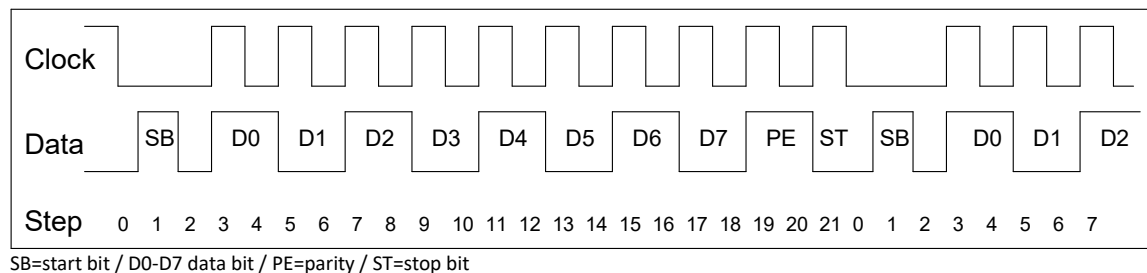 Clock
Data SB D0 D1 D2 D3 D4 D5 D6 D7 PE ST SB D0 D1 D2
Step 0 1 2 3 4 5 6 7 8 9 10 11 12 13 14 15 16 17 18 19 20 21 0 1 2 3 4 5 6 7
SB=start bit / D0-D7 data bit / PE=parity / ST=stop bit